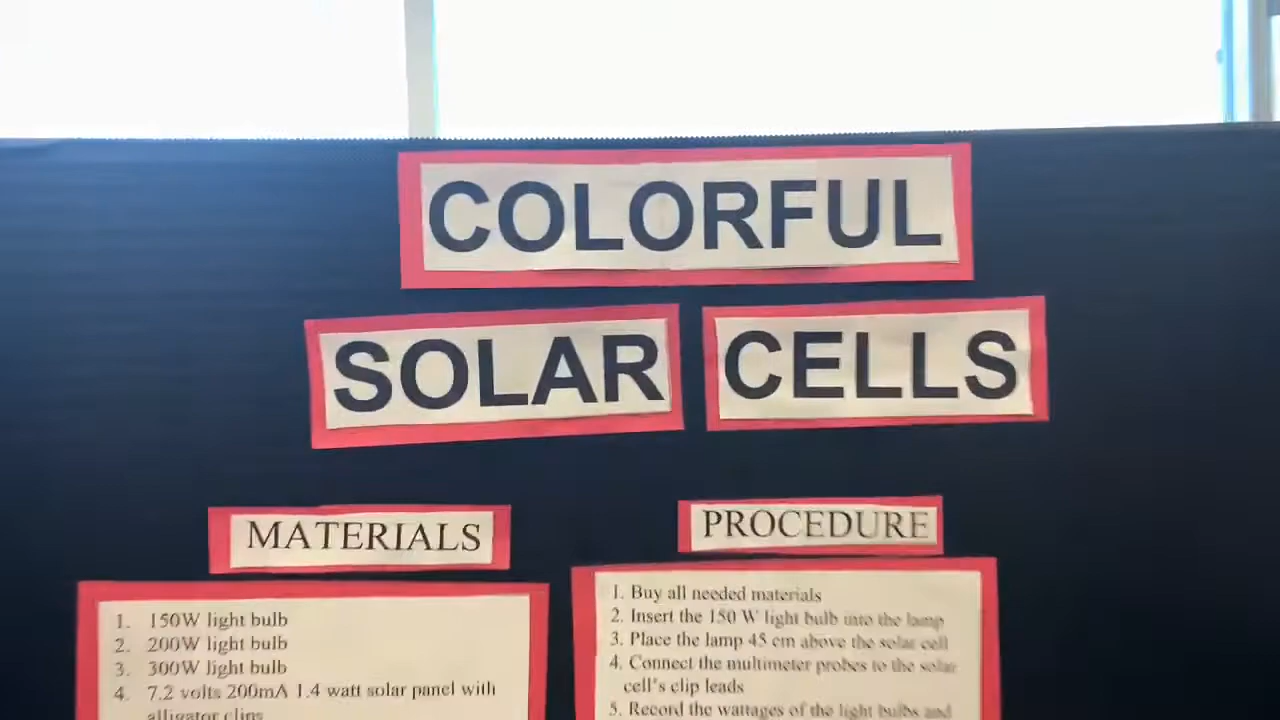 COLORFUL
SOLAR CELLS
MATERIALS
1. 150W light bulb
2. 200W light bulb
3. 300W light bulb
4. 7.2 volts 200mA 1.4 watt solar panel with
alligator clips
PROCEDURE
1. Buy all needed materials
2. Insert the 150 W light bulb into the lamp
3. Place the lamp 45 cm above the solar cell
4. Connect the multimeter probes to the solar
cell's clip leads
5. Record the wattages of the light bulbs and